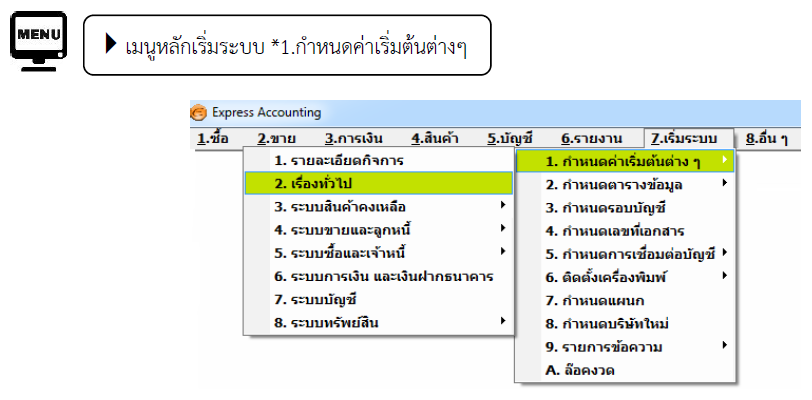 MENU
เมนูหลักเริ่มระบบ *1.กำหนดค่าเริ่มต้นต่างๆ
Express Accounting
1.ซื้อ 2.ขาย 3.การเงิน 4.สินค้า 5.บัญชี 6.รายงาน 7.เริ่มระบบ 8.อื่น ๆ
1. รายละเอียดกิจการ
2. เรื่องทั่วไป
3. ระบบสินค้าคงเหลือ
4. ระบบขายและลูกหนี้
5. ระบบซื้อและเจ้าหนี้
6. ระบบการเงิน และเงินฝากธนาคาร
7. ระบบบัญชี
8. ระบบทรัพย์สิน
1. กำหนดค่าเริ่มต้นต่าง ๆ
2. กำหนดตารางข้อมูล
3. กำหนดรอบบัญชี
4. กำหนดเลขที่เอกสาร
5. กำหนดการเชื่อมต่อบัญชี
6. ติดตั้งเครื่องพิมพ์
7. กำหนดแผนก
8. กำหนดบริษัทใหม่
9. รายการข้อความ
A. ล๊อคงวด